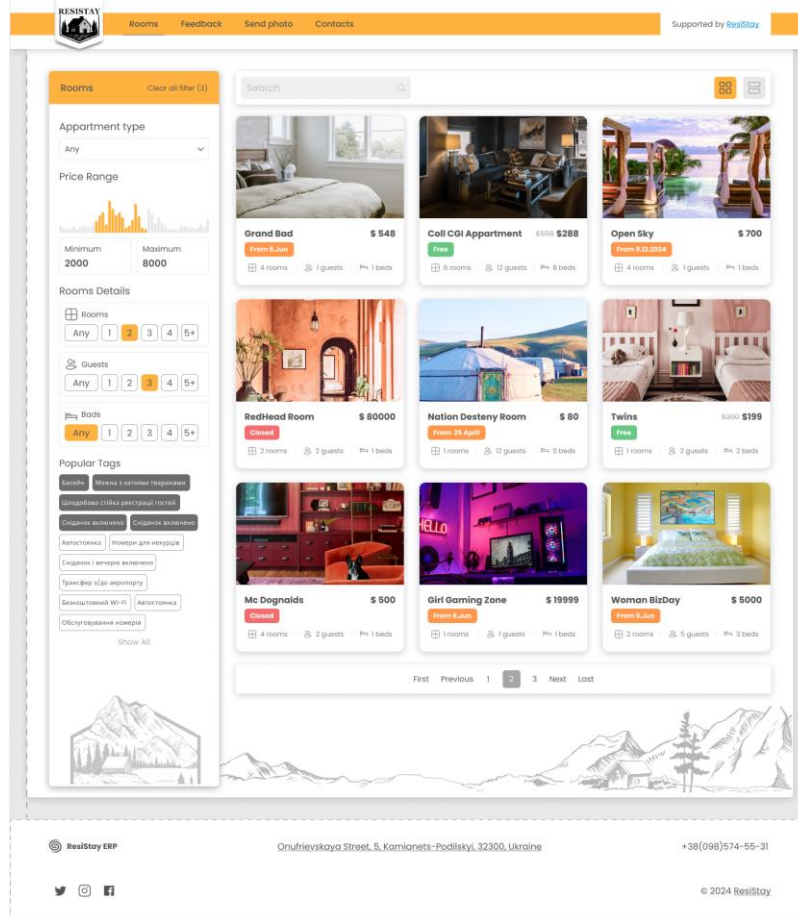 RESISTAY
Rooms Feedback Send photo Contacts
Supported by ResiStay
Rooms
Clear all filter (3)
Appartment type
Any
Price Range
Minimum
2000
Maximum
8000
Rooms Details
Rooms
Any 1 2 3 4 5+
Guests
Any 1 2 3 4 5+
Bads
Any 1 2 3 4 5+
Popular Tags
Басейн
Можна з хатніми тваринами
Цілодобова стійка реєстрації гостей
Сніданок включено
Сніданок включено
Автостоянка
Номери для некурців
Сніданок і вечерю включено
Трансфер з/до аеропорту
Безкоштовний Wi-Fi
Автостоянка
Обслуговування номерів
Show All
Search
Grand Bad $ 548
From 6.Jun
4 rooms 1 guests 1 beds
Coll CGI Appartment $598 $288
Free
6 rooms 12 guests 6 beds
Open Sky $ 700
From 9.12.2024
4 rooms 1 guests 1 beds
RedHead Room $ 80000
Closed
2 rooms 2 guests 1 beds
Nation Desteny Room $ 80
From 25 April
1 rooms 12 guests 0 beds
Twins $200 $199
Free
1 rooms 2 guests 2 beds
HELLO
Mc Dognalds $ 500
Closed
4 rooms 2 guests 1 beds
Girl Gaming Zone $ 19999
From 5.Jun
1 rooms 1 guests 1 beds
Woman BizDay $ 5000
From 6.Jun
2 rooms 5 guests 3 beds
First Previous 1 2 3 Next Last
ResiStay ERP
Onufrievskaya Street, 5, Kamianets-Podilskyi, 32300, Ukraine
+38(098)574-55-31
© 2024 ResiStay